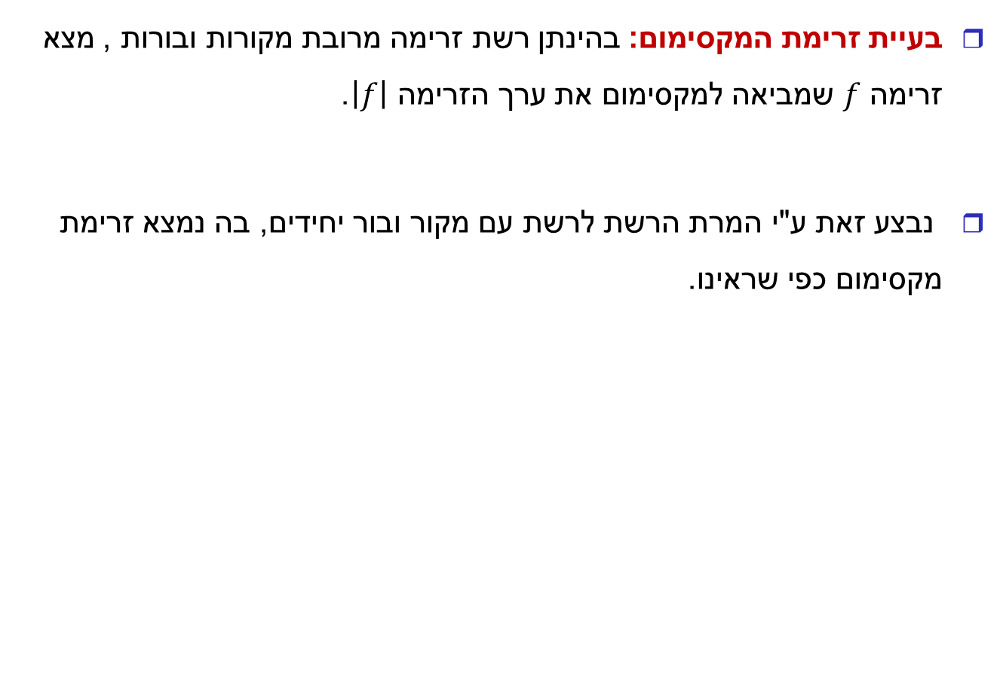 בעיית זרימת המקסימום: בהינתן רשת זרימה מרובת מקורות ובורות , מצא
זרימה f שמביאה למקסימום את ערך הזרימה |f|.
נבצע זאת ע"י המרת הרשת לרשת עם מקור ובור יחידים, בה נמצא זרימת
מקסימום כפי שראינו.